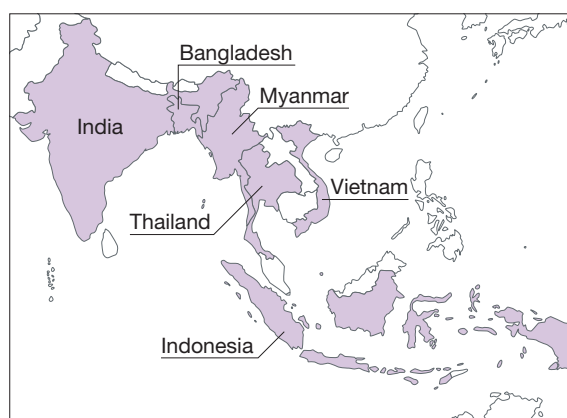 Bangladesh
Myanmar
India
Vietnam
Thailand
Indonesia